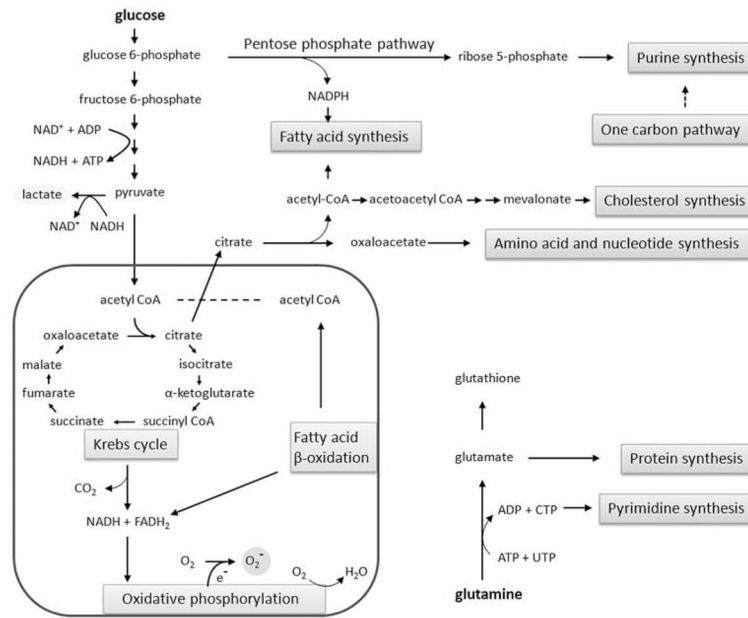 glucose
glucose 6-phosphate
Pentose phosphate pathway
ribose 5-phosphate
Purine synthesis
fructose 6-phosphate
NADPH
NAD⁺ + ADP
Fatty acid synthesis
One carbon pathway
NADH + ATP
lactate
pyruvate
acetyl-CoA
acetoacetyl CoA
mevalonate
Cholesterol synthesis
NAD⁺
NADH
citrate
oxaloacetate
Amino acid and nucleotide synthesis
acetyl CoA
acetyl CoA
oxaloacetate
citrate
malate
isocitrate
fumarate
α-ketoglutarate
succinate
succinyl CoA
Krebs cycle
Fatty acid
β-oxidation
CO₂
NADH + FADH₂
O₂
O₂⁻
e⁻
O₂
H₂O
Oxidative phosphorylation
glutathione
glutamate
Protein synthesis
ADP + CTP
Pyrimidine synthesis
ATP + UTP
glutamine